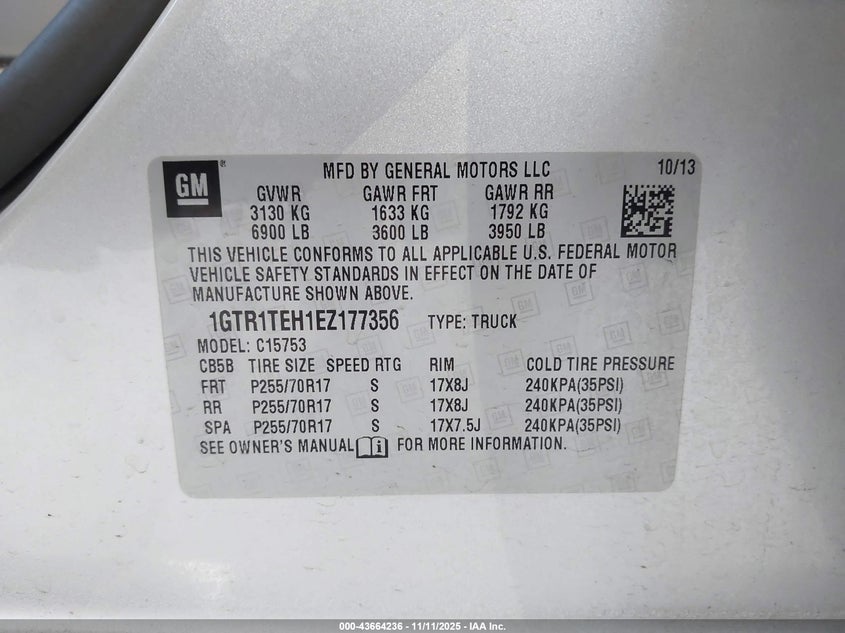 GM ®
MFD BY GENERAL MOTORS LLC 10/13
GVWR GAWR FRT GAWR RR
3130 KG 1633 KG 1792 KG
6900 LB 3600 LB 3950 LB
THIS VEHICLE CONFORMS TO ALL APPLICABLE U.S. FEDERAL MOTOR
VEHICLE SAFETY STANDARDS IN EFFECT ON THE DATE OF
MANUFACTURE SHOWN ABOVE.
1GTR1TEH1EZ177356 TYPE: TRUCK
MODEL: C15753
CB5B TIRE SIZE SPEED RTG RIM COLD TIRE PRESSURE
FRT P255/70R17 S 17X8J 240KPA(35PSI)
RR P255/70R17 S 17X8J 240KPA(35PSI)
SPA P255/70R17 S 17X7.5J 240KPA(35PSI)
SEE OWNER'S MANUAL i FOR MORE INFORMATION.
000-43664236 - 11/11/2025 - IAA Inc.